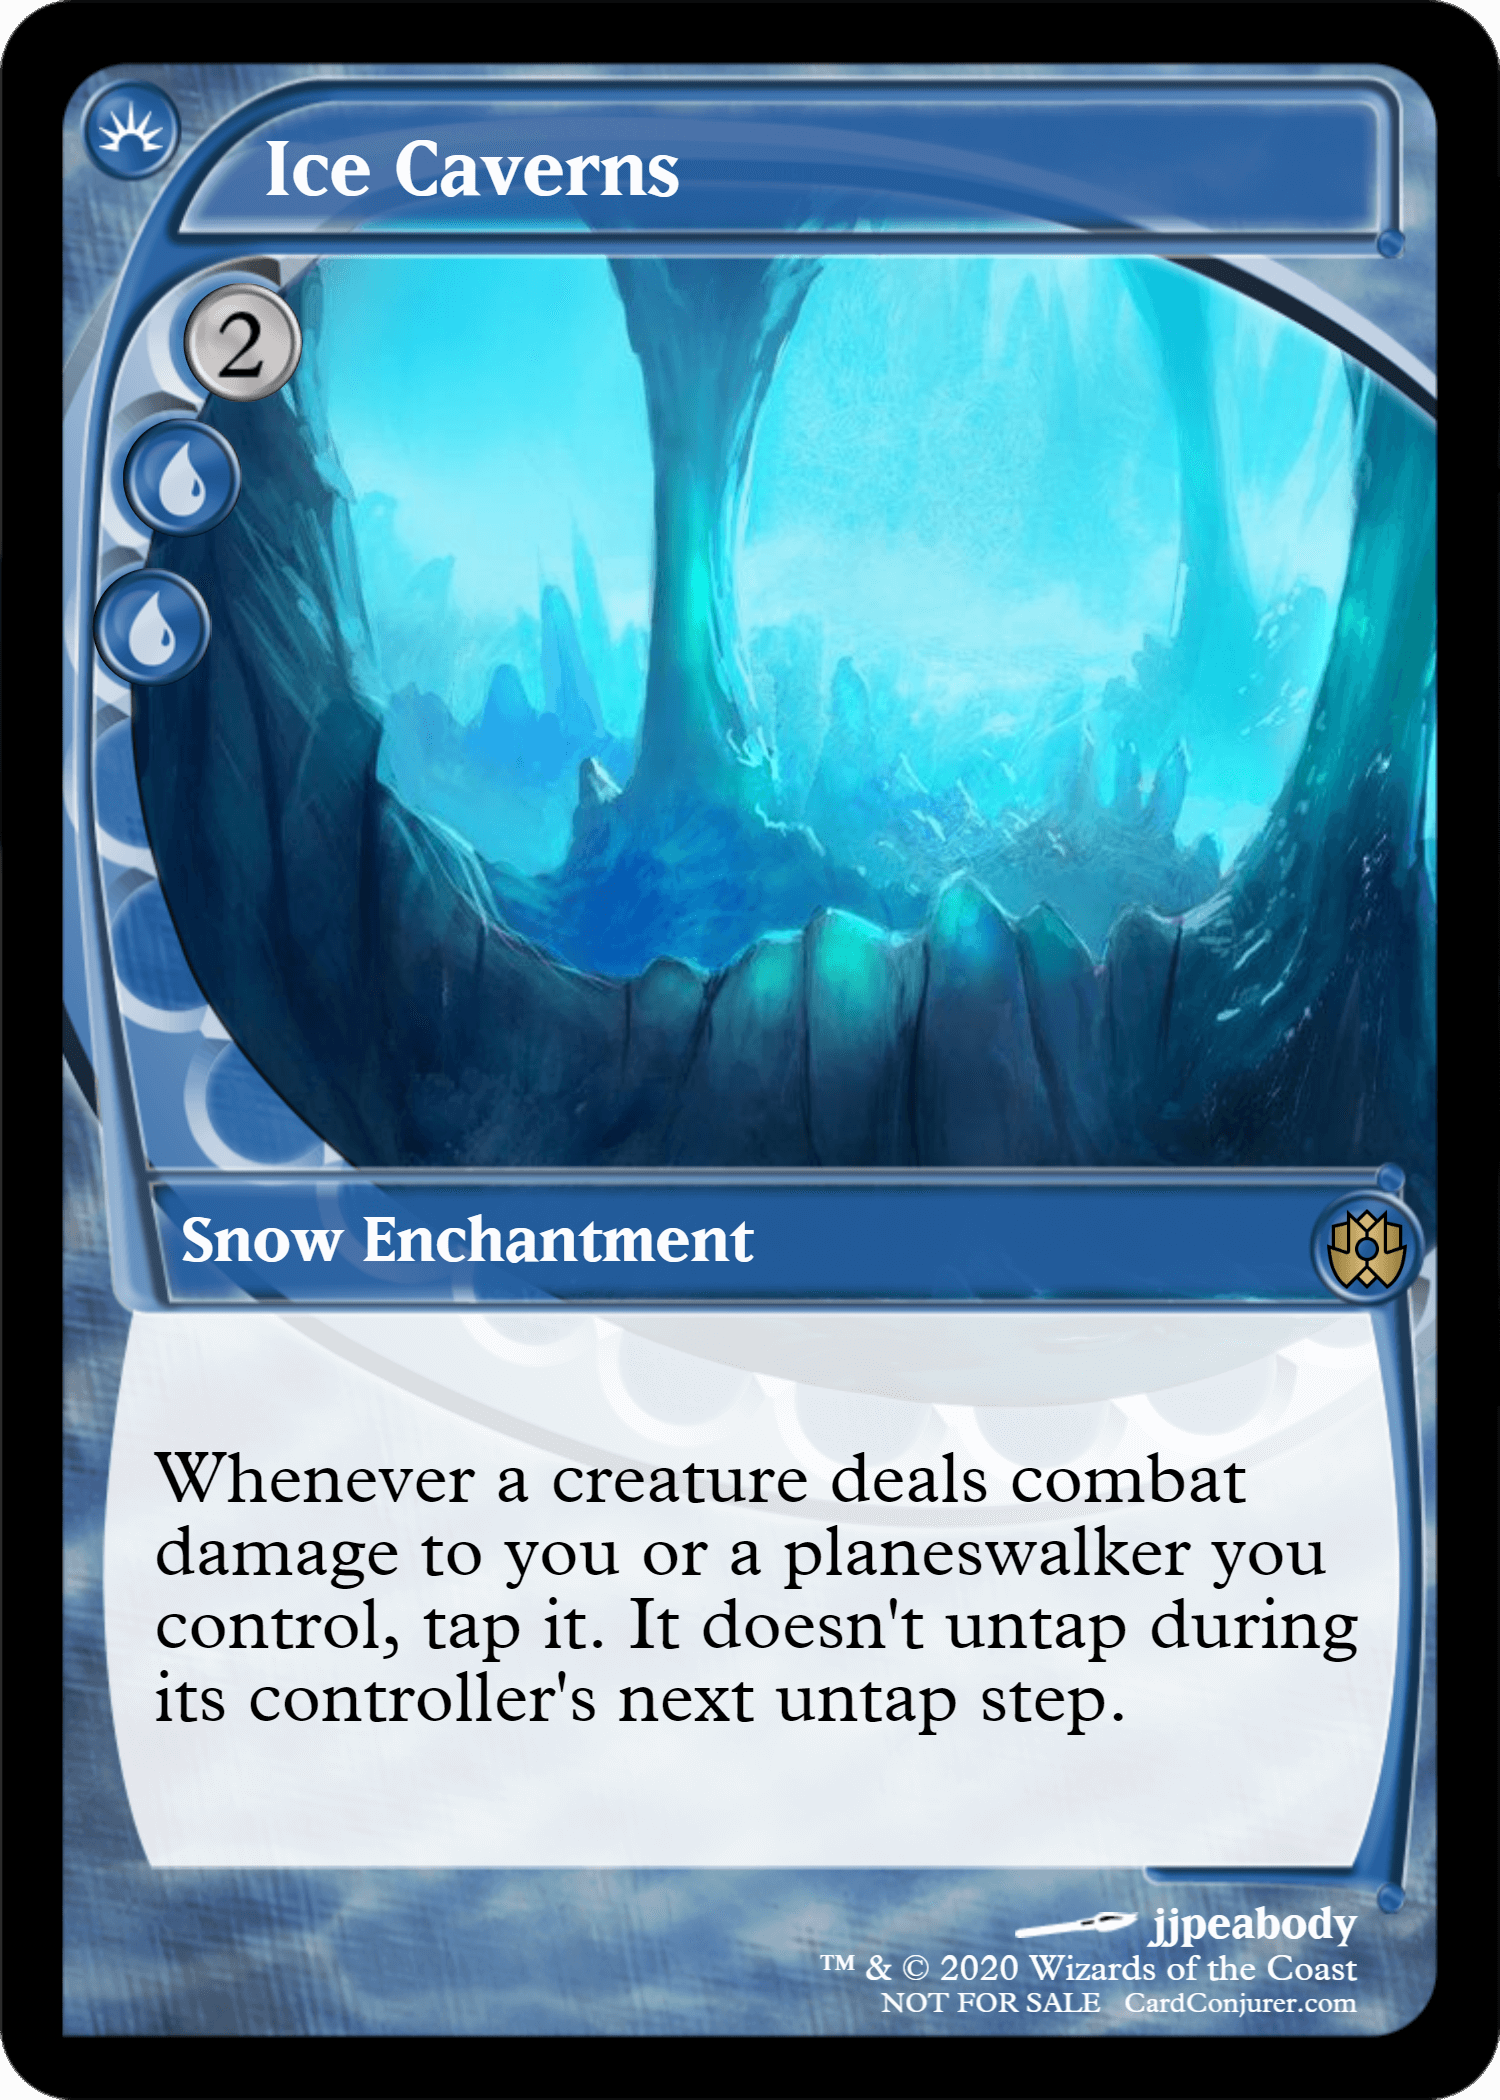 Ice Caverns
2
Snow Enchantment
Whenever a creature deals combat
damage to you or a planeswalker you
control, tap it. It doesn't untap during
its controller's next untap step.
jjpeabody
™ & © 2020 Wizards of the Coast
NOT FOR SALE CardConjurer.com